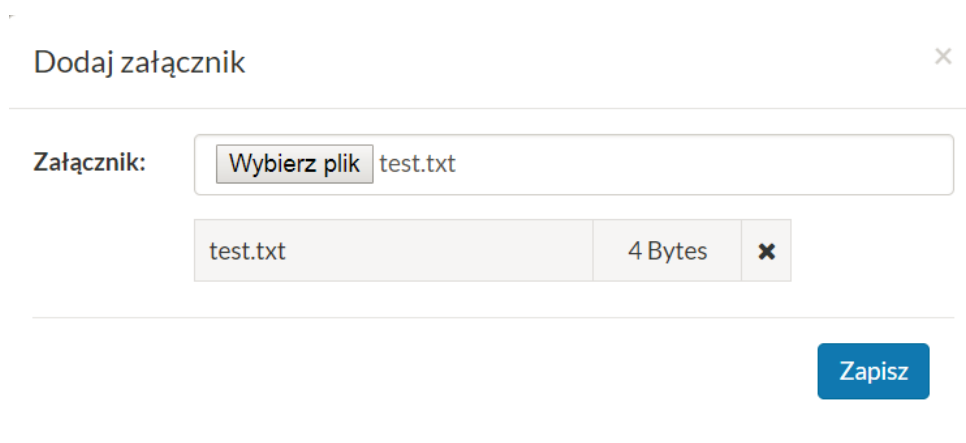 Dodaj załącznik
Załącznik: Wybierz plik test.txt
test.txt 4 Bytes
Zapisz